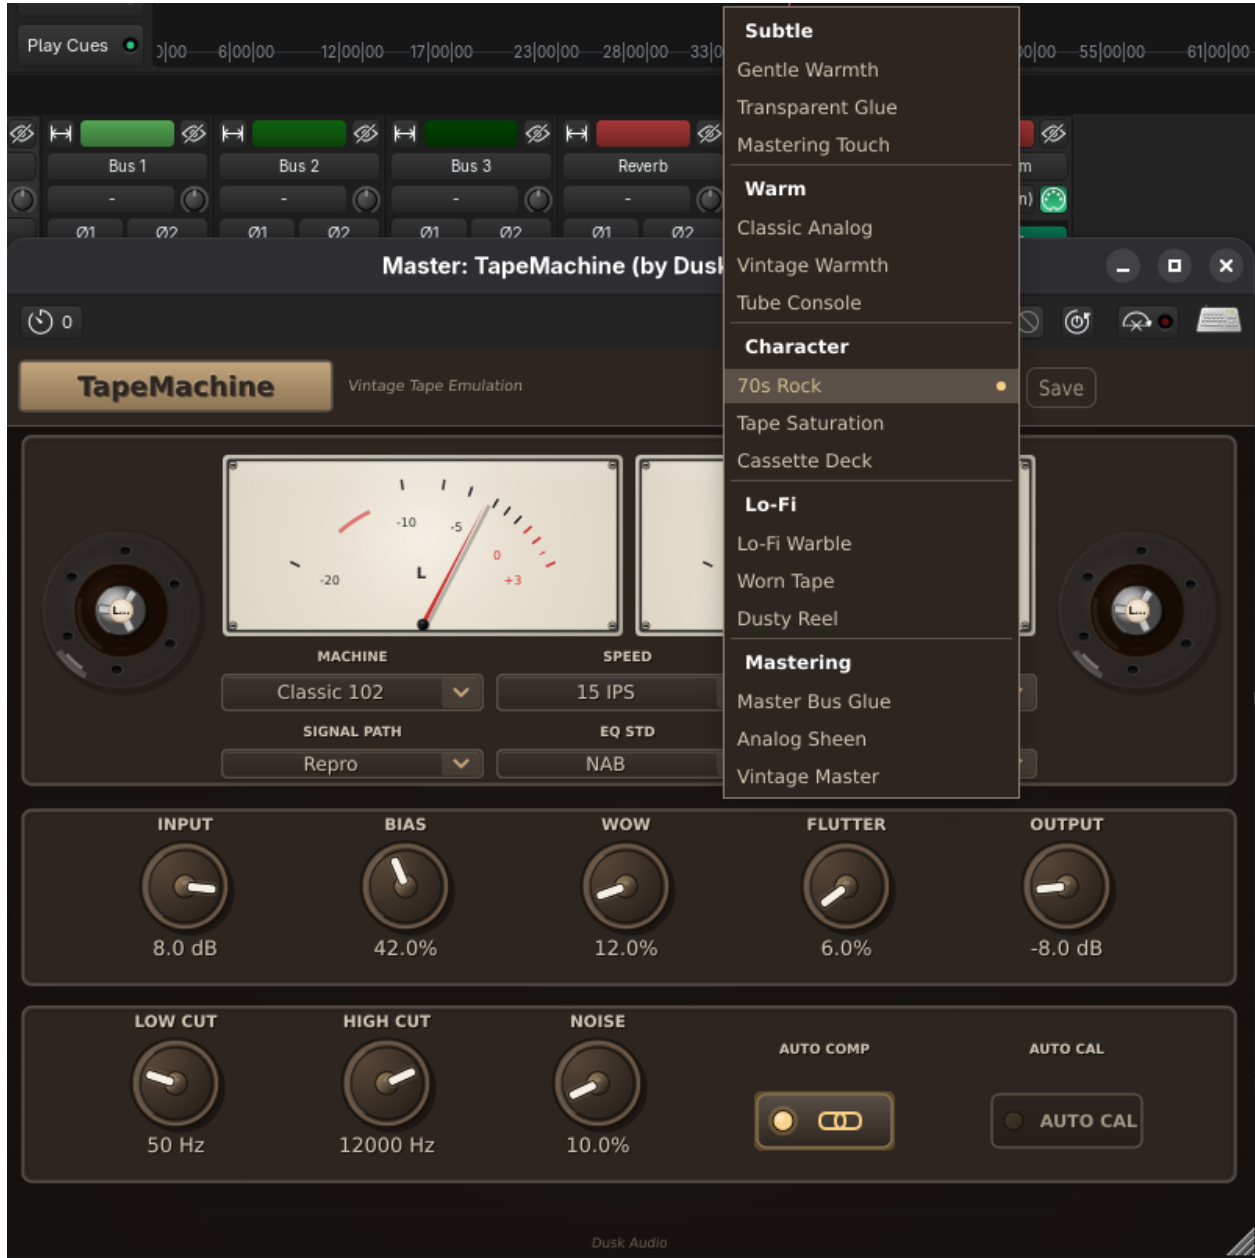 Play Cues
6|00|00
12|00|00
17|00|00
23|00|00
28|00|00
55|00|00
61|00|00
Bus 1
Bus 2
Bus 3
Reverb
-
-
-
-
Ø1 Ø2 Ø1 Ø2 Ø1 Ø2 Ø1 Ø2
Master: TapeMachine (by Dusk
0
TapeMachine
Vintage Tape Emulation
Save
Subtle
Gentle Warmth
Transparent Glue
Mastering Touch
Warm
Classic Analog
Vintage Warmth
Tube Console
Character
70s Rock
Tape Saturation
Cassette Deck
Lo-Fi
Lo-Fi Warble
Worn Tape
Dusty Reel
Mastering
Master Bus Glue
Analog Sheen
Vintage Master
-20
-10
-5
0
+3
L
L...
L...
MACHINE
SPEED
Classic 102
15 IPS
SIGNAL PATH
EQ STD
Repro
NAB
INPUT
BIAS
WOW
FLUTTER
OUTPUT
8.0 dB
42.0%
12.0%
6.0%
-8.0 dB
LOW CUT
HIGH CUT
NOISE
AUTO COMP
AUTO CAL
AUTO CAL
50 Hz
12000 Hz
10.0%
Dusk Audio